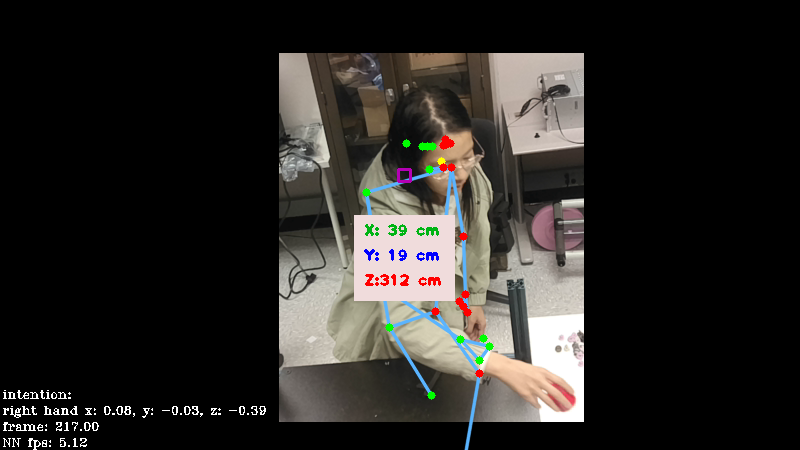 X: 39 cm
Y: 19 cm
Z:312 cm
intention:
right hand x: 0.08, y: -0.03, z: -0.39
frame: 217.00
NN fps: 5.12